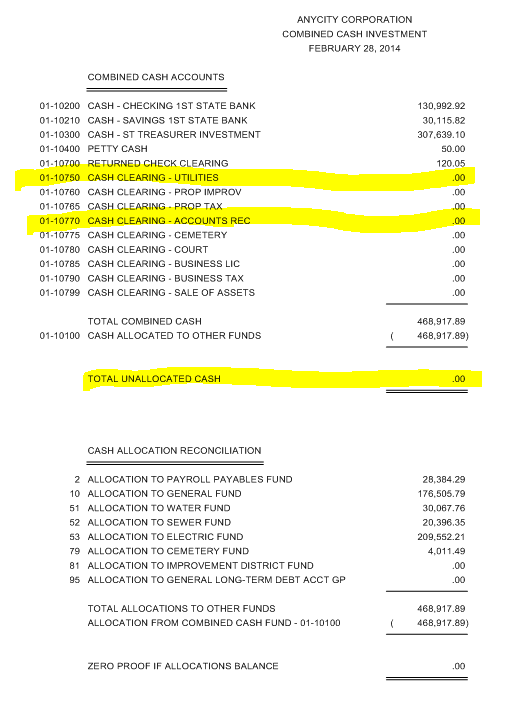 ANYCITY CORPORATION
COMBINED CASH INVESTMENT
FEBRUARY 28, 2014
COMBINED CASH ACCOUNTS
01-10200 CASH - CHECKING 1ST STATE BANK 130,992.92
01-10210 CASH - SAVINGS 1ST STATE BANK 30,115.82
01-10300 CASH - ST TREASURER INVESTMENT 307,639.10
01-10400 PETTY CASH 50.00
01-10700 RETURNED CHECK CLEARING 120.05
01-10750 CASH CLEARING - UTILITIES .00
01-10760 CASH CLEARING - PROP IMPROV .00
01-10765 CASH CLEARING - PROP TAX .00
01-10770 CASH CLEARING - ACCOUNTS REC .00
01-10775 CASH CLEARING - CEMETERY .00
01-10780 CASH CLEARING - COURT .00
01-10785 CASH CLEARING - BUSINESS LIC .00
01-10790 CASH CLEARING - BUSINESS TAX .00
01-10799 CASH CLEARING - SALE OF ASSETS .00
TOTAL COMBINED CASH 468,917.89
01-10100 CASH ALLOCATED TO OTHER FUNDS ( 468,917.89)
TOTAL UNALLOCATED CASH .00
CASH ALLOCATION RECONCILIATION
2 ALLOCATION TO PAYROLL PAYABLES FUND 28,384.29
10 ALLOCATION TO GENERAL FUND 176,505.79
51 ALLOCATION TO WATER FUND 30,067.76
52 ALLOCATION TO SEWER FUND 20,396.35
53 ALLOCATION TO ELECTRIC FUND 209,552.21
79 ALLOCATION TO CEMETERY FUND 4,011.49
81 ALLOCATION TO IMPROVEMENT DISTRICT FUND .00
95 ALLOCATION TO GENERAL LONG-TERM DEBT ACCT GP .00
TOTAL ALLOCATIONS TO OTHER FUNDS 468,917.89
ALLOCATION FROM COMBINED CASH FUND - 01-10100 ( 468,917.89)
ZERO PROOF IF ALLOCATIONS BALANCE .00